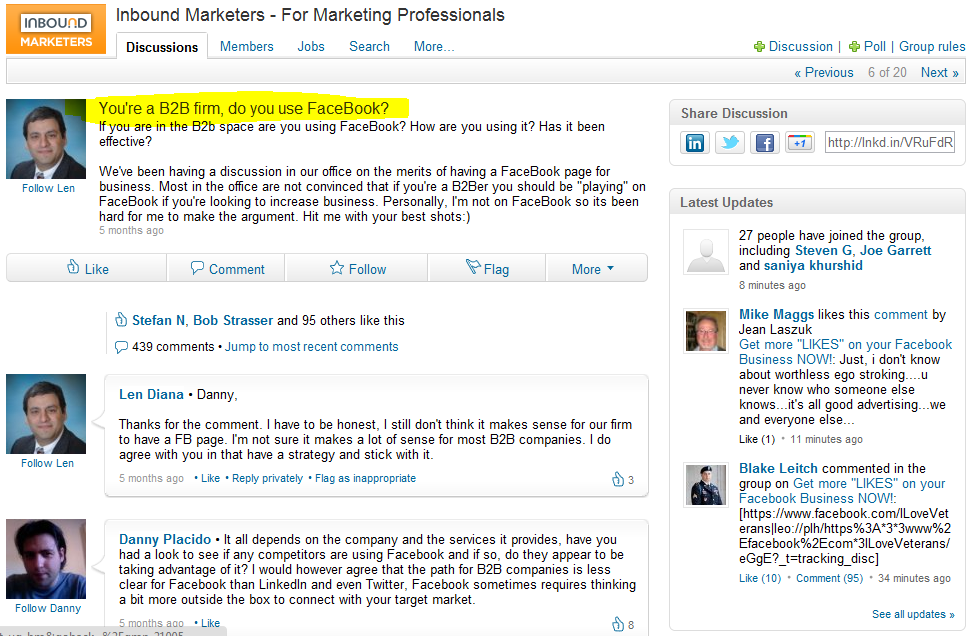 INBOUND
MARKETERS
Inbound Marketers - For Marketing Professionals
Discussions Members Jobs Search More...
Discussion | Poll | Group rules
« Previous 6 of 20 Next »
You're a B2B firm, do you use FaceBook?
If you are in the B2b space are you using FaceBook? How are you using it? Has it been
effective?
We've been having a discussion in our office on the merits of having a FaceBook page for
business. Most in the office are not convinced that if you're a B2Ber you should be "playing" on
FaceBook if you're looking to increase business. Personally, I'm not on FaceBook so its been
hard for me to make the argument. Hit me with your best shots:)
5 months ago
Follow Len
Like Comment Follow Flag More
Stefan N, Bob Strasser and 95 others like this
439 comments • Jump to most recent comments
Len Diana • Danny,
Thanks for the comment. I have to be honest, I still don't think it makes sense for our firm
to have a FB page. I'm not sure it makes a lot of sense for most B2B companies. I do
agree with you in that have a strategy and stick with it.
5 months ago • Like • Reply privately • Flag as inappropriate 3
Follow Len
Danny Placido • It all depends on the company and the services it provides, have you
had a look to see if any competitors are using Facebook and if so, do they appear to be
taking advantage of it? I would however agree that the path for B2B companies is less
clear for Facebook than LinkedIn and even Twitter, Facebook sometimes requires thinking
a bit more outside the box to connect with your target market.
5 months ago • Like 8
Follow Danny
Share Discussion
in f +1 http://lnkd.in/VRuFdR
Latest Updates
27 people have joined the group,
including Steven G, Joe Garrett
and saniya khurshid
8 minutes ago
Mike Maggs likes this comment by
Jean Laszuk
Get more "LIKES" on your Facebook
Business NOW!: Just, i don't know
about worthless ego stroking....u
never know who someone else
knows...it's all good advertising...we
and everyone else...
Like (1) • 11 minutes ago
Blake Leitch commented in the
group on Get more "LIKES" on your
Facebook Business NOW!:
[https://www.facebook.com/ILoveVet
erans|leo://plh/https%3A*3*3www%2
Efacebook%2Ecom*3ILoveVeterans/
eGgE?_t=tracking_disc]
Like (10) • Comment (95) • 34 minutes ago
See all updates »